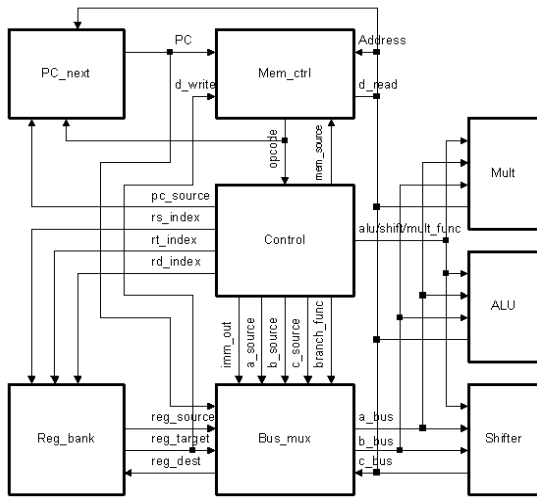 PC
Address
PC_next
Mem_ctrl
d_write
d_read
opcode
mem_source
Mult
pc_source
rs_index
rt_index
rd_index
Control
alu/shift/mult_func
ALU
imm_out
a_source
b_source
c_source
branch_func
Reg_bank
reg_source
reg_target
reg_dest
Bus_mux
a_bus
b_bus
c_bus
Shifter